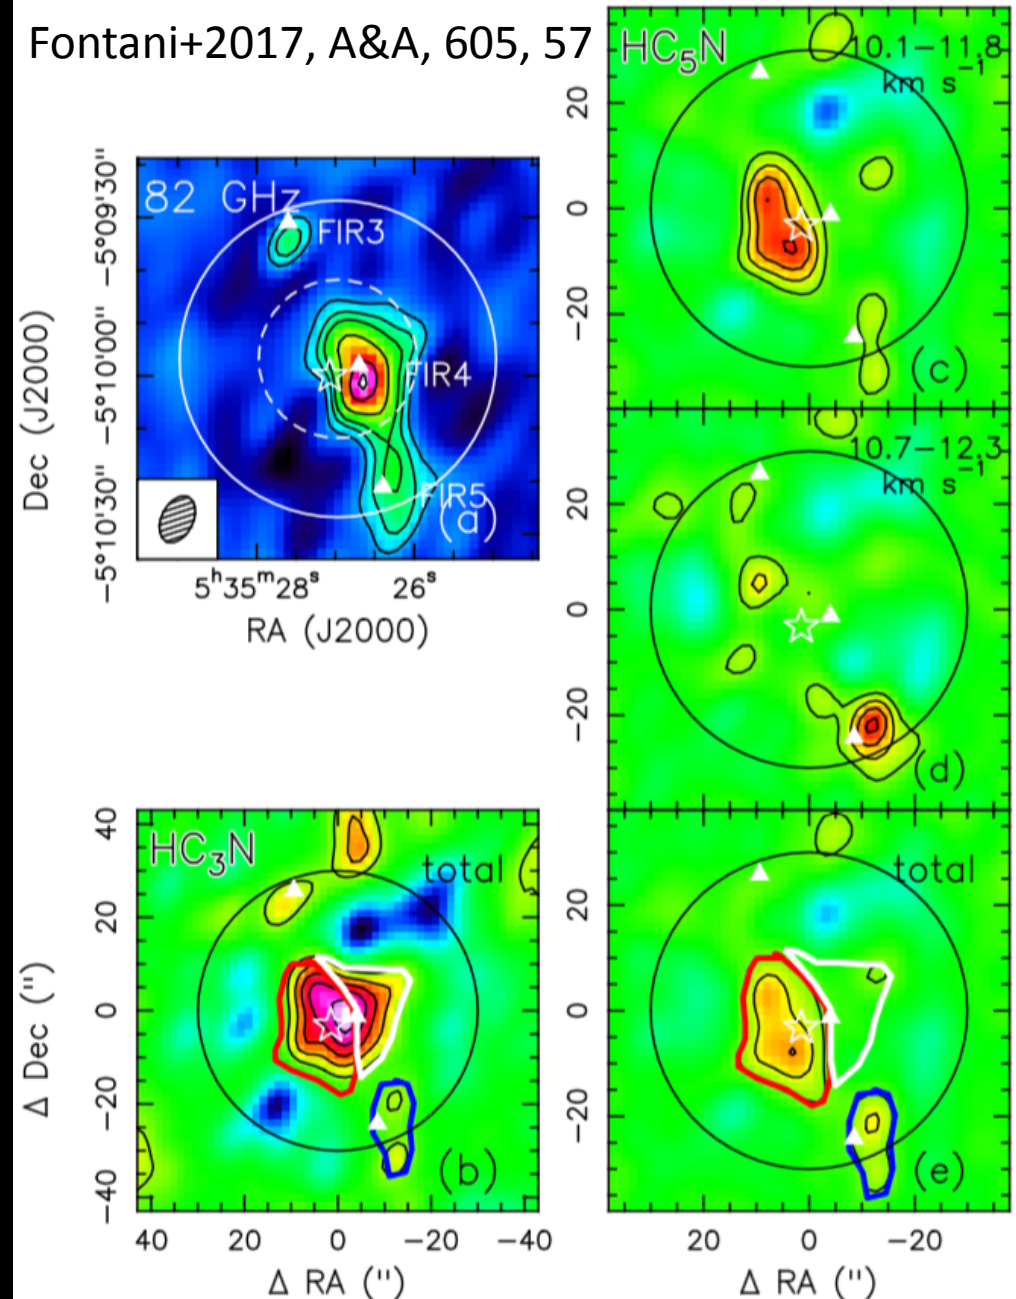 Fontani+2017, A&A, 605, 57
82 GHz
FIR3
FIR4
FIR5
(a)
−5°09'30"
−5°10'00"
−5°10'30"
Dec (J2000)
5ʰ35ᵐ28ˢ
26ˢ
RA (J2000)
HC₃N
total
(b)
40
20
0
−20
−40
Δ Dec ('')
40
20
0
−20
−40
Δ RA ('')
HC₅N
10.1−11.8
km s⁻¹
(c)
20
0
−20
10.7−12.3
km s⁻¹
(d)
20
0
−20
total
(e)
20
0
−20
20
0
−20
Δ RA ('')